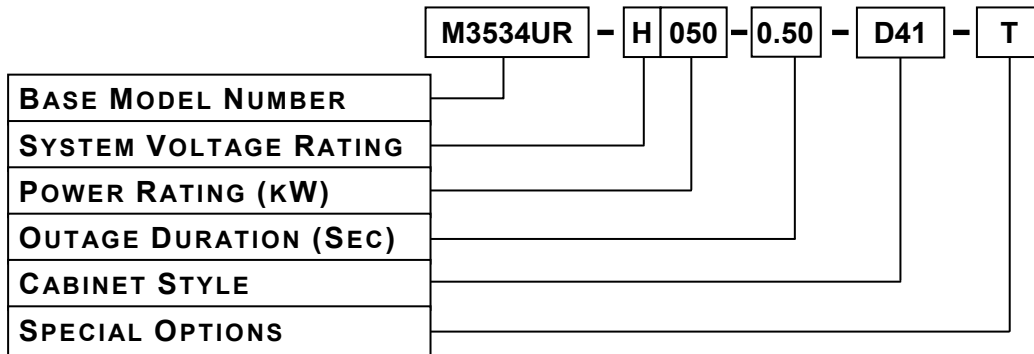 M3534UR - H 050 - 0.50 - D41 - T
BASE MODEL NUMBER
SYSTEM VOLTAGE RATING
POWER RATING (KW)
OUTAGE DURATION (SEC)
CABINET STYLE
SPECIAL OPTIONS